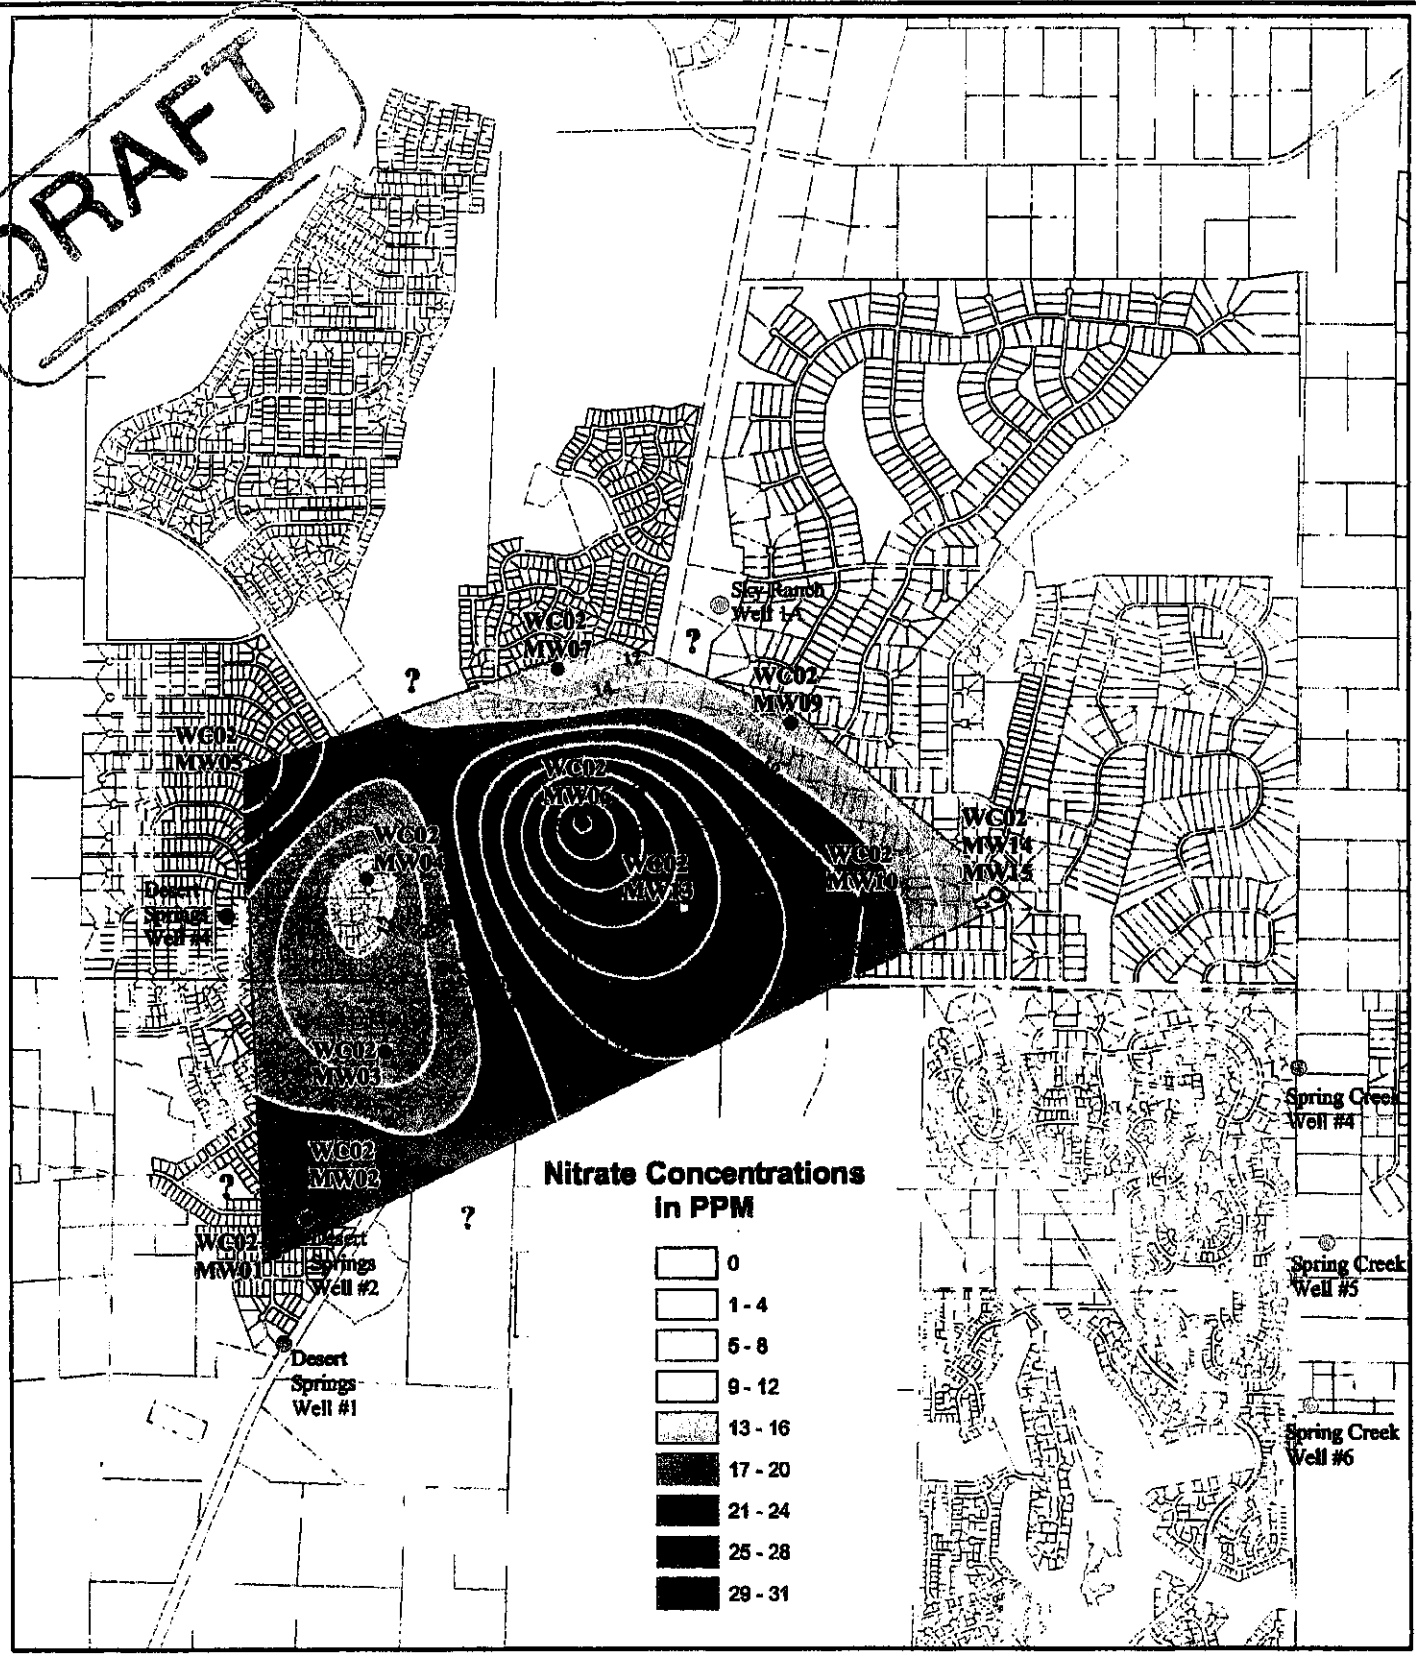 DRAFT
Sky Ranch
Well 1A
WC02
MW07
?
?
WC02
MW09
WC02
MW05
WC02
MW06
WC02
MW04
WC02
MW13
WC02
MW10
WC02
MW14
MW15
14
Desert
Springs
Well #4
WC02
MW03
WC02
MW02
?
?
WC02
MW01
Desert
Springs
Well #2
Desert
Springs
Well #1
Spring Creek
Well #4
Spring Creek
Well #5
Spring Creek
Well #6
Nitrate Concentrations
in PPM
0
1 - 4
5 - 8
9 - 12
13 - 16
17 - 20
21 - 24
25 - 28
29 - 31